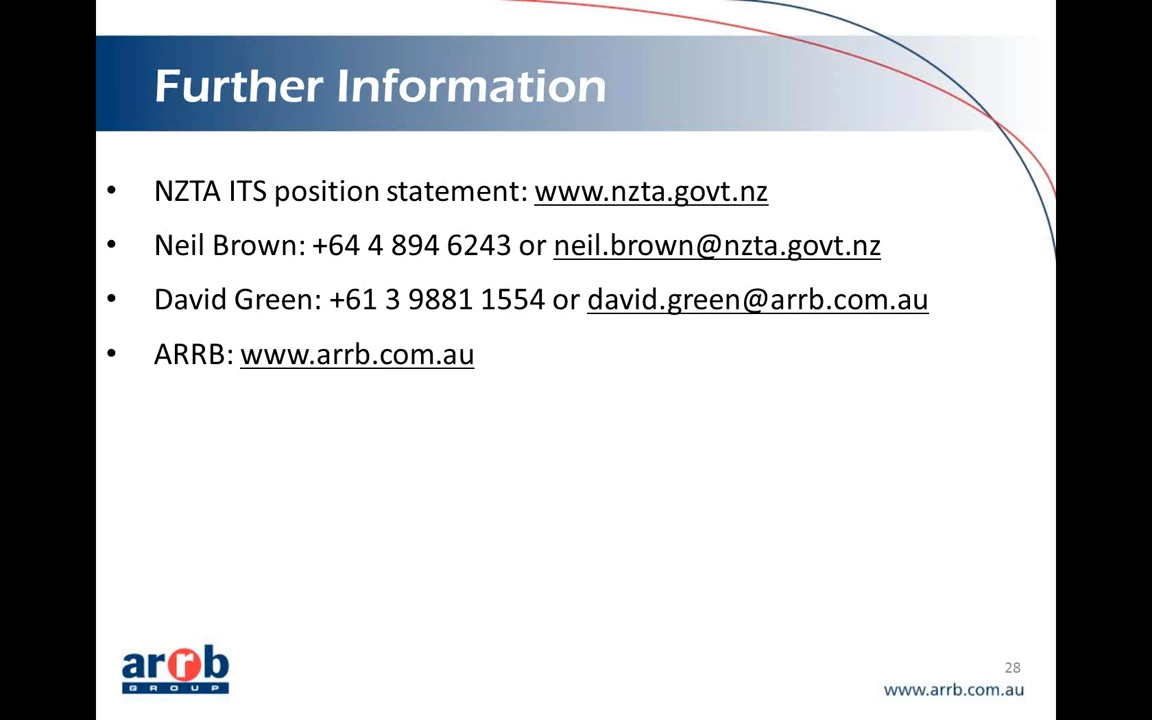 Further Information
• NZTA ITS position statement: www.nzta.govt.nz
• Neil Brown: +64 4 894 6243 or neil.brown@nzta.govt.nz
• David Green: +61 3 9881 1554 or david.green@arrb.com.au
• ARRB: www.arrb.com.au
arrb
GROUP
28
www.arrb.com.au